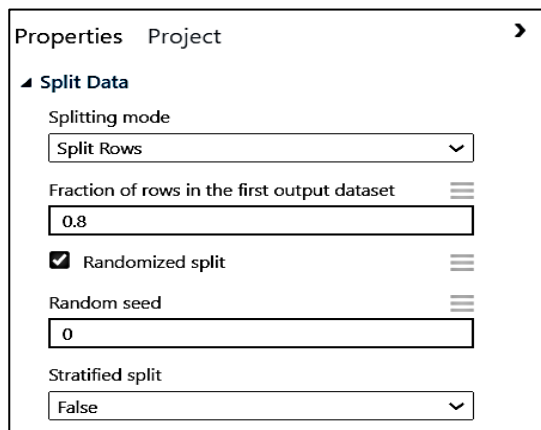 Properties Project
Split Data
Splitting mode
Split Rows
Fraction of rows in the first output dataset
0.8
Randomized split
Random seed
0
Stratified split
False